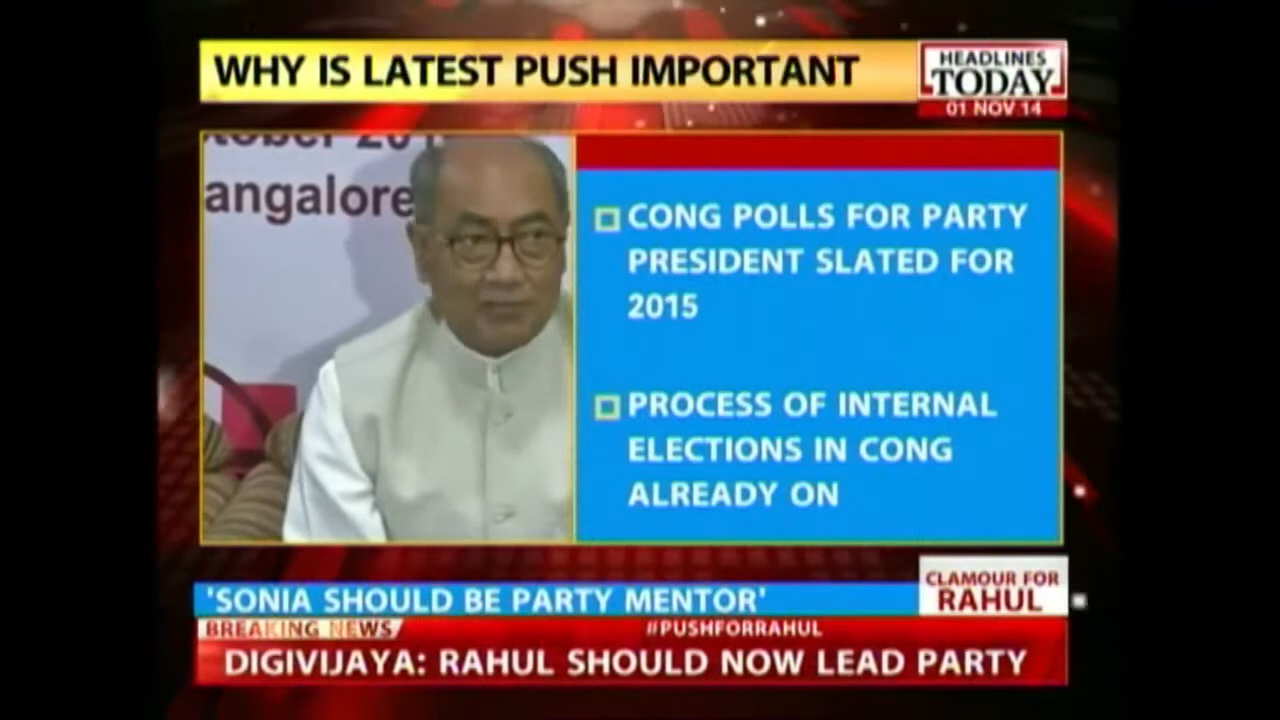 WHY IS LATEST PUSH IMPORTANT
HEADLINES
TODAY
01 NOV 14
angalore
CONG POLLS FOR PARTY
PRESIDENT SLATED FOR
2015
PROCESS OF INTERNAL
ELECTIONS IN CONG
ALREADY ON
'SONIA SHOULD BE PARTY MENTOR'
CLAMOUR FOR
RAHUL
BREAKING NEWS
#PUSHFORRAHUL
DIGIVIJAYA: RAHUL SHOULD NOW LEAD PARTY